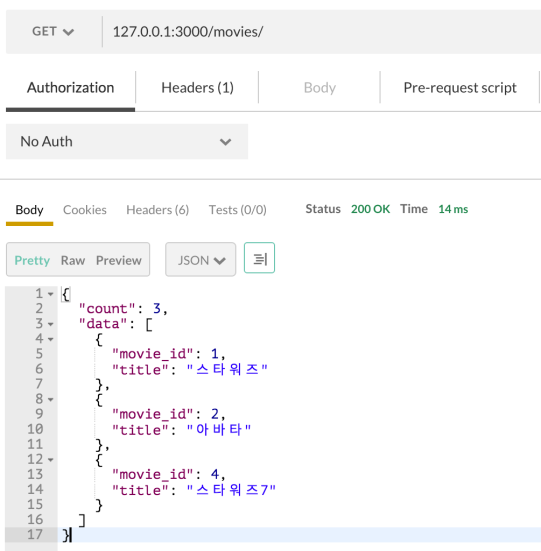 GET 127.0.0.1:3000/movies/
Authorization Headers (1) Body Pre-request script
No Auth
Body Cookies Headers (6) Tests (0/0) Status 200 OK Time 14 ms
Pretty Raw Preview JSON
1 {
2 "count": 3,
3 "data": [
4 {
5 "movie_id": 1,
6 "title": "스타워즈"
7 },
8 {
9 "movie_id": 2,
10 "title": "아바타"
11 },
12 {
13 "movie_id": 4,
14 "title": "스타워즈7"
15 }
16 ]
17 }